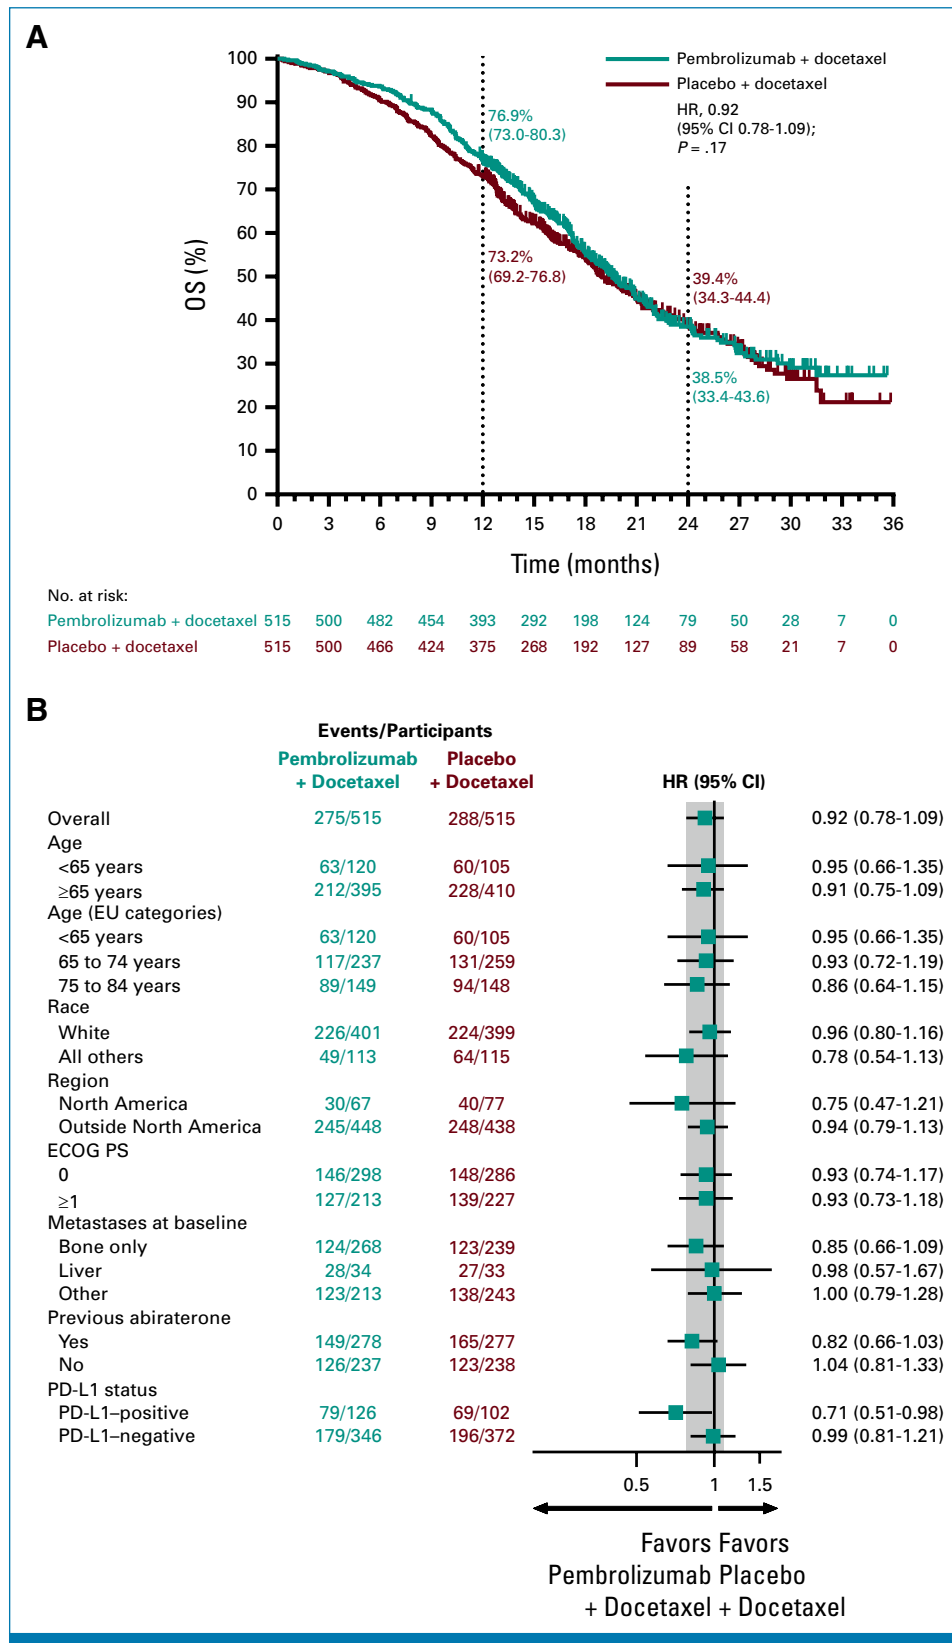 A
100
90
80
70
60
50
40
30
20
10
0
OS (%)
Pembrolizumab + docetaxel
Placebo + docetaxel
HR, 0.92
(95% CI 0.78-1.09);
P = .17
76.9%
(73.0-80.3)
73.2%
(69.2-76.8)
39.4%
(34.3-44.4)
38.5%
(33.4-43.6)
0 3 6 9 12 15 18 21 24 27 30 33 36
Time (months)
No. at risk:
Pembrolizumab + docetaxel 515 500 482 454 393 292 198 124 79 50 28 7 0
Placebo + docetaxel 515 500 466 424 375 268 192 127 89 58 21 7 0
B
Events/Participants
Pembrolizumab Placebo
+ Docetaxel + Docetaxel HR (95% CI)
Overall 275/515 288/515 0.92 (0.78-1.09)
Age
<65 years 63/120 60/105 0.95 (0.66-1.35)
≥65 years 212/395 228/410 0.91 (0.75-1.09)
Age (EU categories)
<65 years 63/120 60/105 0.95 (0.66-1.35)
65 to 74 years 117/237 131/259 0.93 (0.72-1.19)
75 to 84 years 89/149 94/148 0.86 (0.64-1.15)
Race
White 226/401 224/399 0.96 (0.80-1.16)
All others 49/113 64/115 0.78 (0.54-1.13)
Region
North America 30/67 40/77 0.75 (0.47-1.21)
Outside North America 245/448 248/438 0.94 (0.79-1.13)
ECOG PS
0 146/298 148/286 0.93 (0.74-1.17)
≥1 127/213 139/227 0.93 (0.73-1.18)
Metastases at baseline
Bone only 124/268 123/239 0.85 (0.66-1.09)
Liver 28/34 27/33 0.98 (0.57-1.67)
Other 123/213 138/243 1.00 (0.79-1.28)
Previous abiraterone
Yes 149/278 165/277 0.82 (0.66-1.03)
No 126/237 123/238 1.04 (0.81-1.33)
PD-L1 status
PD-L1–positive 79/126 69/102 0.71 (0.51-0.98)
PD-L1–negative 179/346 196/372 0.99 (0.81-1.21)
0.5 1 1.5
Favors Favors
Pembrolizumab Placebo
+ Docetaxel + Docetaxel